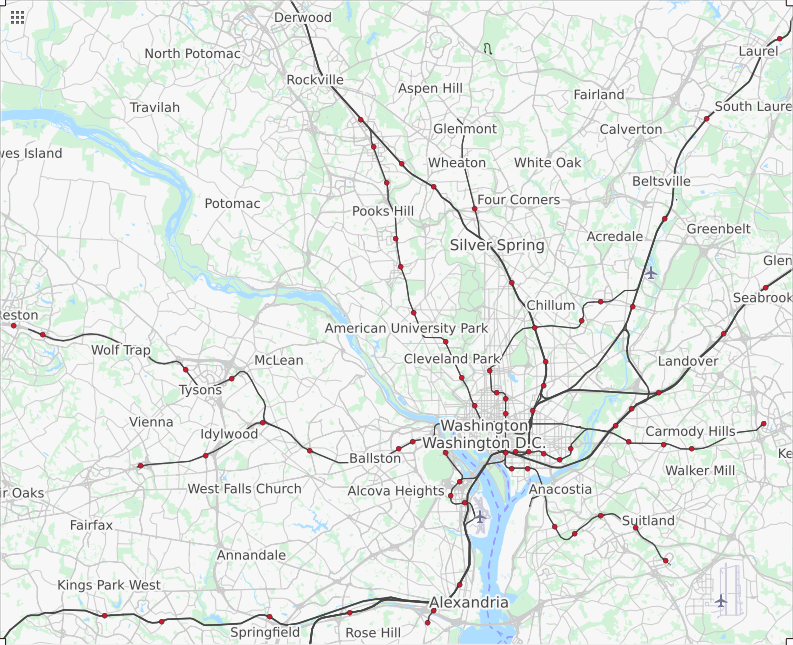 Derwood
North Potomac
Laurel
Rockville
Aspen Hill
Fairland
Travilah
South Laure
Glenmont
Calverton
wes Island
Wheaton
White Oak
Beltsville
Potomac
Four Corners
Pooks Hill
Greenbelt
Acredale
Silver Spring
Glen
Seabrook
Chillum
eston
American University Park
Wolf Trap
McLean
Cleveland Park
Landover
Tysons
Vienna
Washington
Idylwood
Carmody Hills
Washington D.C.
Ke
Ballston
Walker Mill
West Falls Church
Alcova Heights
Anacostia
ir Oaks
Fairfax
Suitland
Annandale
Kings Park West
Alexandria
Springfield
Rose Hill